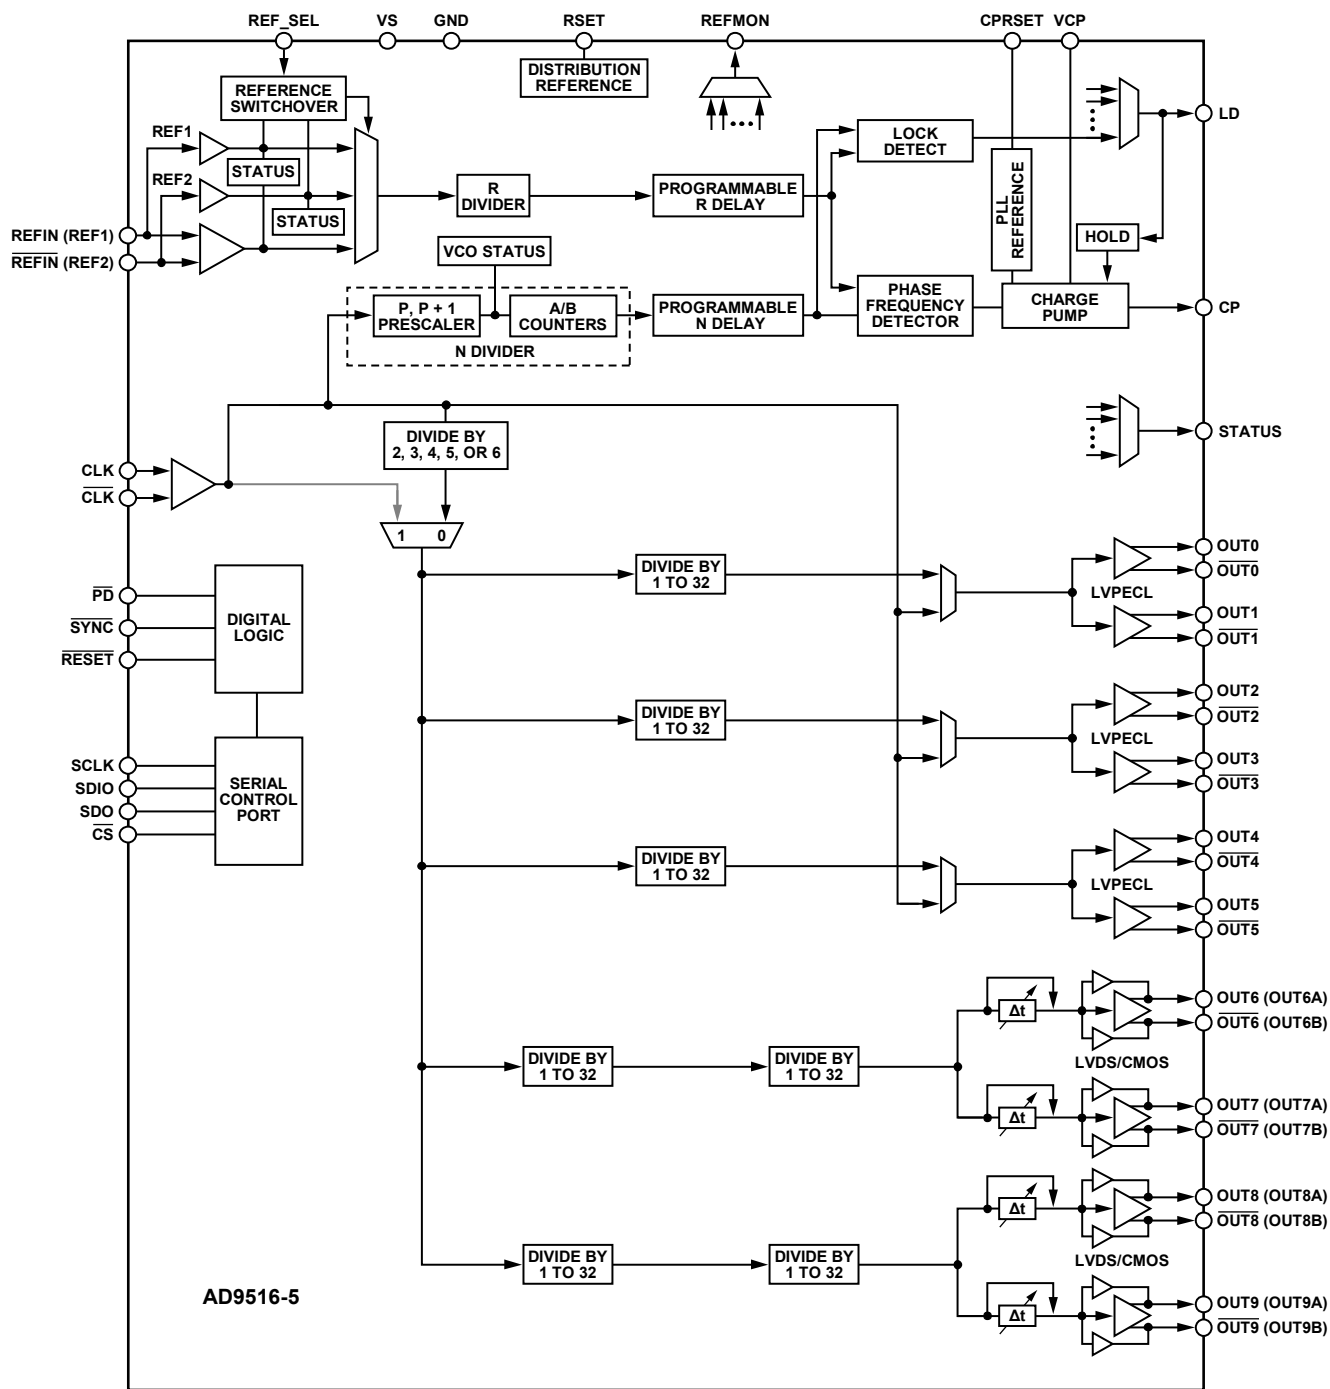 REF_SEL
VS
GND
RSET
REFMON
CPRSET
VCP
DISTRIBUTION
REFERENCE
REFERENCE
SWITCHOVER
REF1
STATUS
REF2
STATUS
REFIN (REF1)
REFIN (REF2)
R
DIVIDER
PROGRAMMABLE
R DELAY
LOCK
DETECT
LD
PLL
REFERENCE
HOLD
VCO STATUS
P, P + 1
PRESCALER
A/B
COUNTERS
N DIVIDER
PROGRAMMABLE
N DELAY
PHASE
FREQUENCY
DETECTOR
CHARGE
PUMP
CP
STATUS
CLK
CLK
DIVIDE BY
2, 3, 4, 5, OR 6
1 0
PD
SYNC
RESET
DIGITAL
LOGIC
SCLK
SDIO
SDO
CS
SERIAL
CONTROL
PORT
DIVIDE BY
1 TO 32
LVPECL
OUT0
OUT0
OUT1
OUT1
DIVIDE BY
1 TO 32
LVPECL
OUT2
OUT2
OUT3
OUT3
DIVIDE BY
1 TO 32
LVPECL
OUT4
OUT4
OUT5
OUT5
DIVIDE BY
1 TO 32
DIVIDE BY
1 TO 32
Δt
Δt
LVDS/CMOS
OUT6 (OUT6A)
OUT6 (OUT6B)
OUT7 (OUT7A)
OUT7 (OUT7B)
DIVIDE BY
1 TO 32
DIVIDE BY
1 TO 32
Δt
Δt
LVDS/CMOS
OUT8 (OUT8A)
OUT8 (OUT8B)
OUT9 (OUT9A)
OUT9 (OUT9B)
AD9516-5